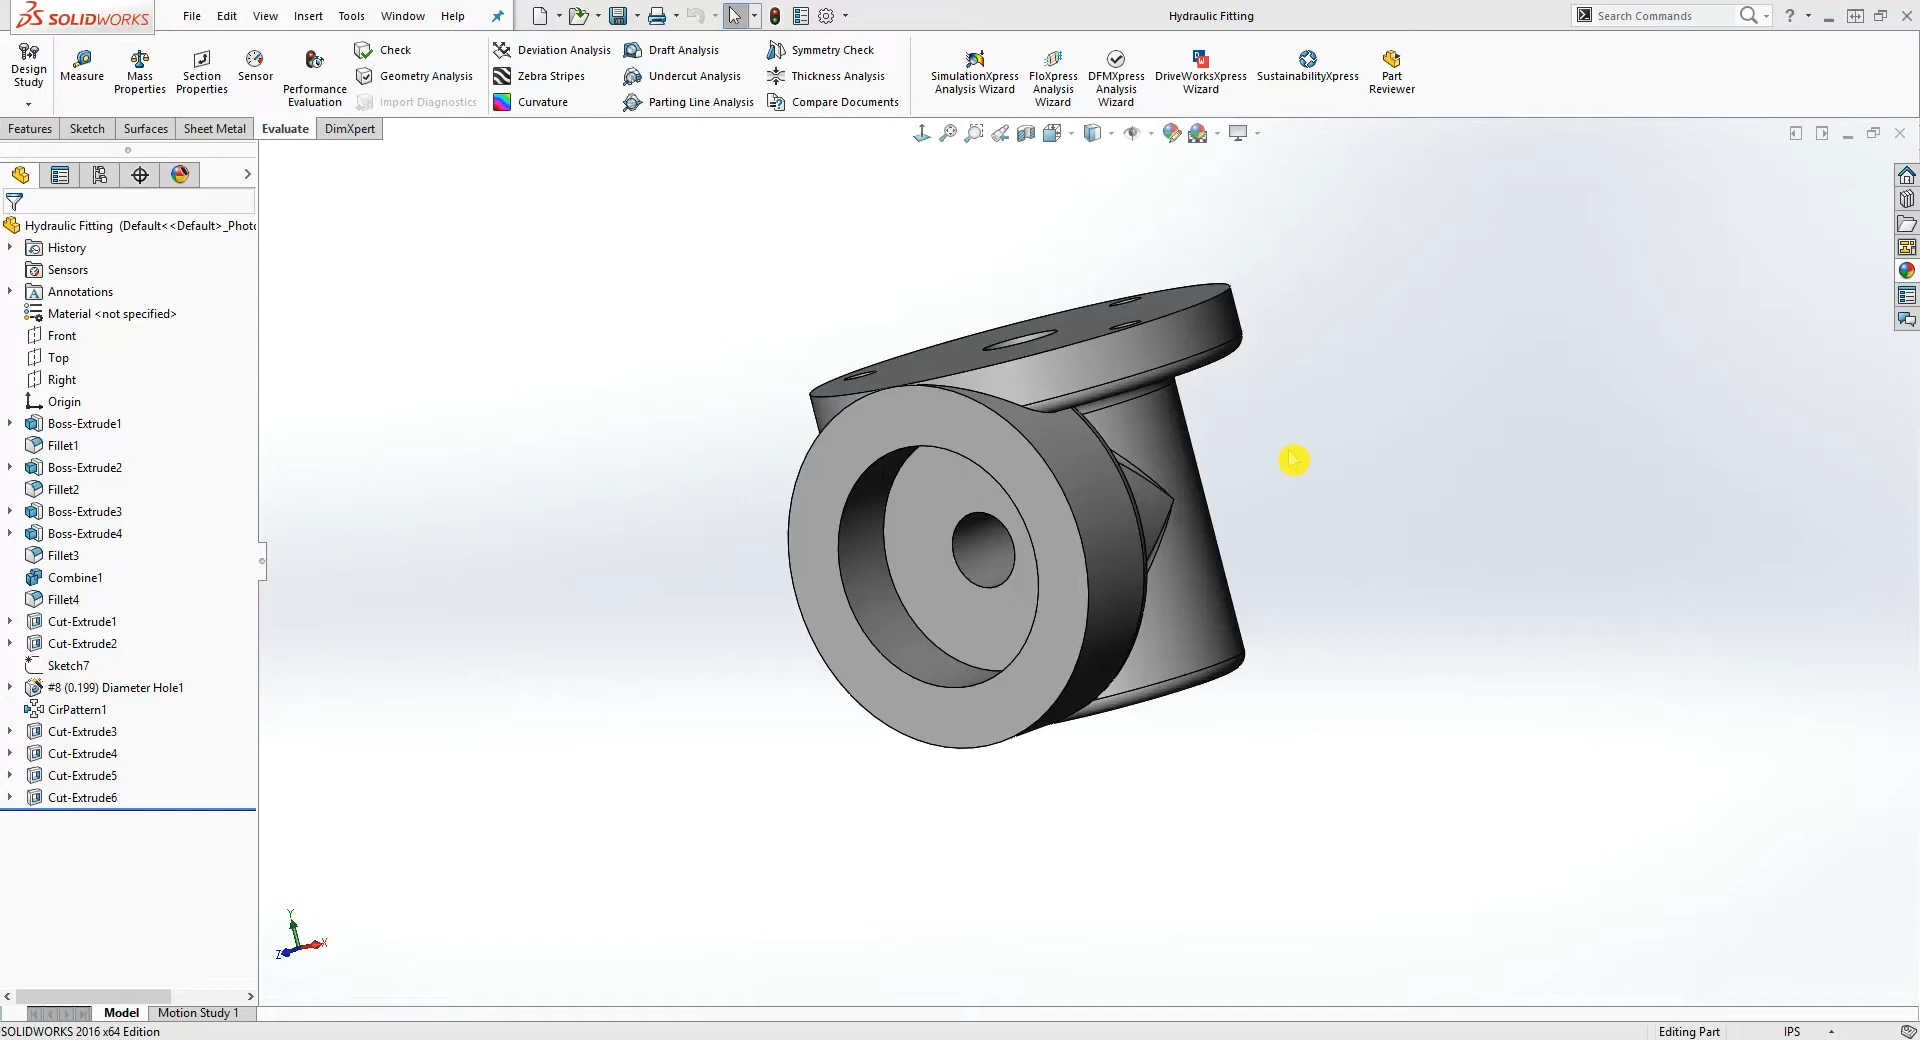 SOLIDWORKS
File Edit View Insert Tools Window Help
Hydraulic Fitting
Search Commands
Design Study
Measure
Mass Properties
Section Properties
Sensor
Performance Evaluation
Check
Geometry Analysis
Import Diagnostics
Deviation Analysis
Zebra Stripes
Curvature
Draft Analysis
Undercut Analysis
Parting Line Analysis
Symmetry Check
Thickness Analysis
Compare Documents
SimulationXpress Analysis Wizard
FloXpress Analysis Wizard
DFMXpress Analysis Wizard
DriveWorksXpress Wizard
SustainabilityXpress
Part Reviewer
Features Sketch Surfaces Sheet Metal Evaluate DimXpert
Hydraulic Fitting (Default<<Default>_Phot
History
Sensors
Annotations
Material <not specified>
Front
Top
Right
Origin
Boss-Extrude1
Fillet1
Boss-Extrude2
Fillet2
Boss-Extrude3
Boss-Extrude4
Fillet3
Combine1
Fillet4
Cut-Extrude1
Cut-Extrude2
Sketch7
#8 (0.199) Diameter Hole1
CirPattern1
Cut-Extrude3
Cut-Extrude4
Cut-Extrude5
Cut-Extrude6
Y
X
Z
Model Motion Study 1
SOLIDWORKS 2016 x64 Edition
Editing Part
IPS